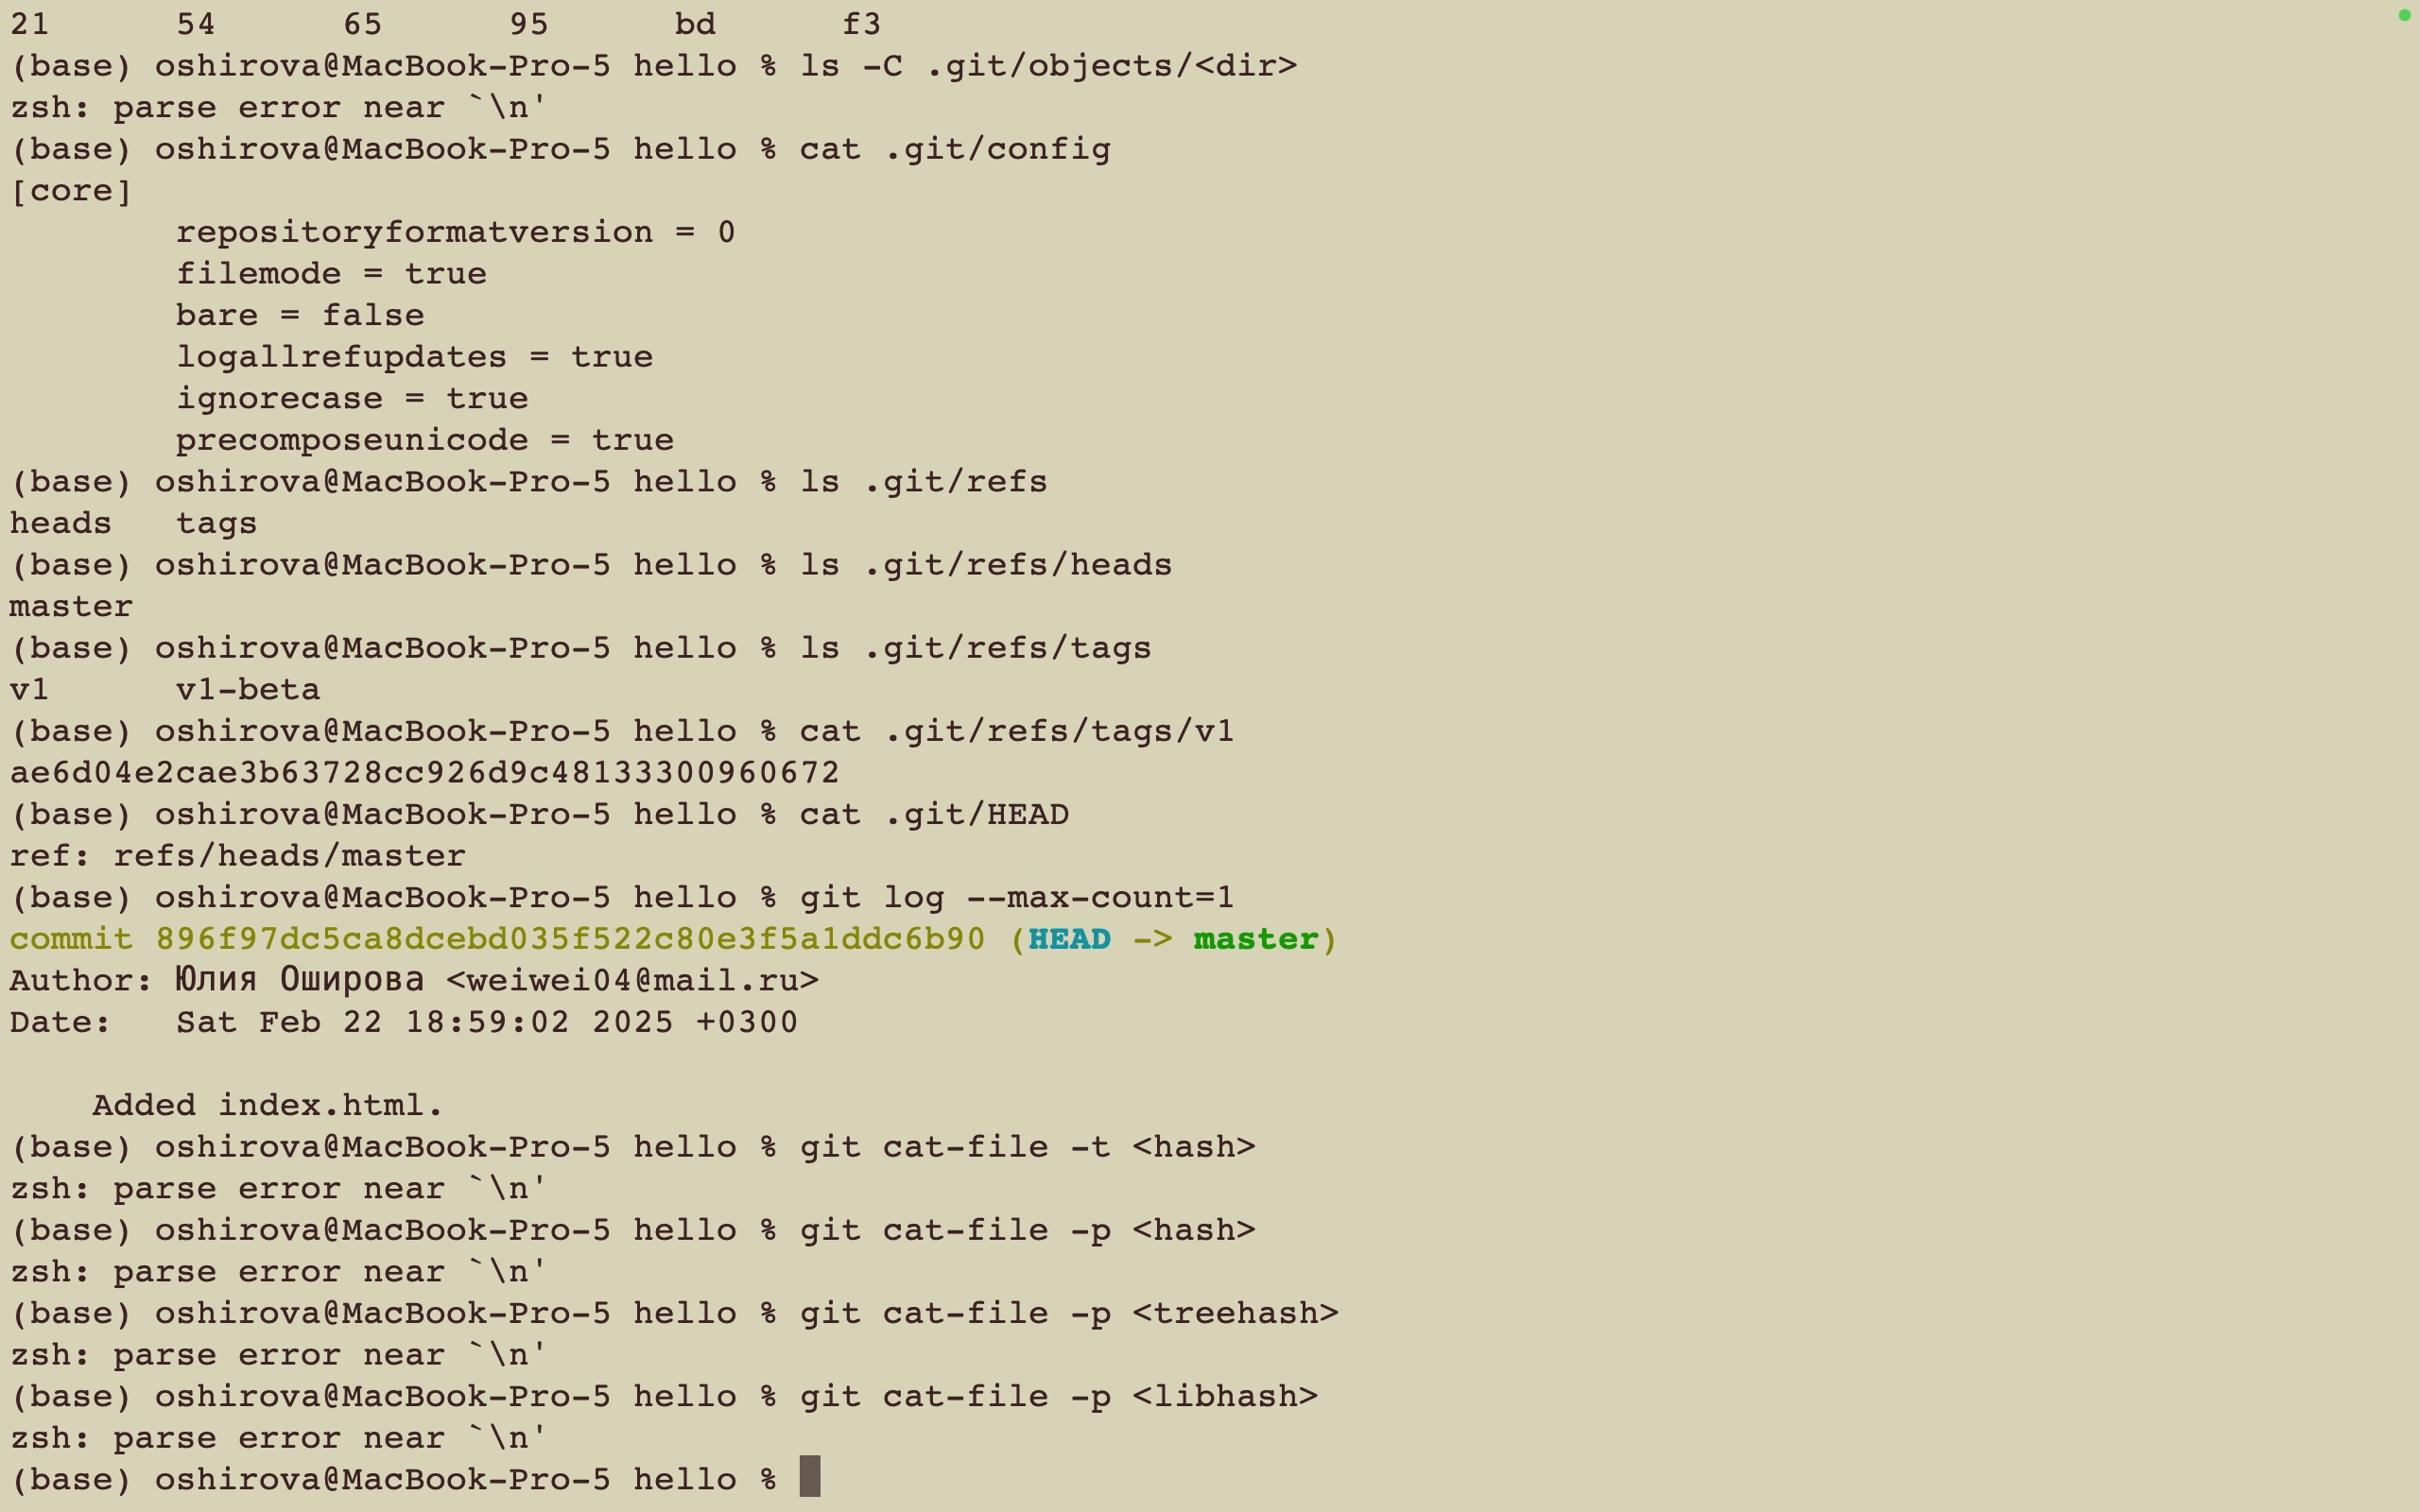 21      54      65      95      bd      f3
(base) oshirova@MacBook-Pro-5 hello % ls -C .git/objects/<dir>
zsh: parse error near `\n'
(base) oshirova@MacBook-Pro-5 hello % cat .git/config
[core]
        repositoryformatversion = 0
        filemode = true
        bare = false
        logallrefupdates = true
        ignorecase = true
        precomposeunicode = true
(base) oshirova@MacBook-Pro-5 hello % ls .git/refs
heads   tags
(base) oshirova@MacBook-Pro-5 hello % ls .git/refs/heads
master
(base) oshirova@MacBook-Pro-5 hello % ls .git/refs/tags
v1      v1-beta
(base) oshirova@MacBook-Pro-5 hello % cat .git/refs/tags/v1
ae6d04e2cae3b63728cc926d9c48133300960672
(base) oshirova@MacBook-Pro-5 hello % cat .git/HEAD
ref: refs/heads/master
(base) oshirova@MacBook-Pro-5 hello % git log --max-count=1
commit 896f97dc5ca8dcebd035f522c80e3f5a1ddc6b90 (HEAD -> master)
Author: Юлия Оширова <weiwei04@mail.ru>
Date:   Sat Feb 22 18:59:02 2025 +0300

    Added index.html.
(base) oshirova@MacBook-Pro-5 hello % git cat-file -t <hash>
zsh: parse error near `\n'
(base) oshirova@MacBook-Pro-5 hello % git cat-file -p <hash>
zsh: parse error near `\n'
(base) oshirova@MacBook-Pro-5 hello % git cat-file -p <treehash>
zsh: parse error near `\n'
(base) oshirova@MacBook-Pro-5 hello % git cat-file -p <libhash>
zsh: parse error near `\n'
(base) oshirova@MacBook-Pro-5 hello %